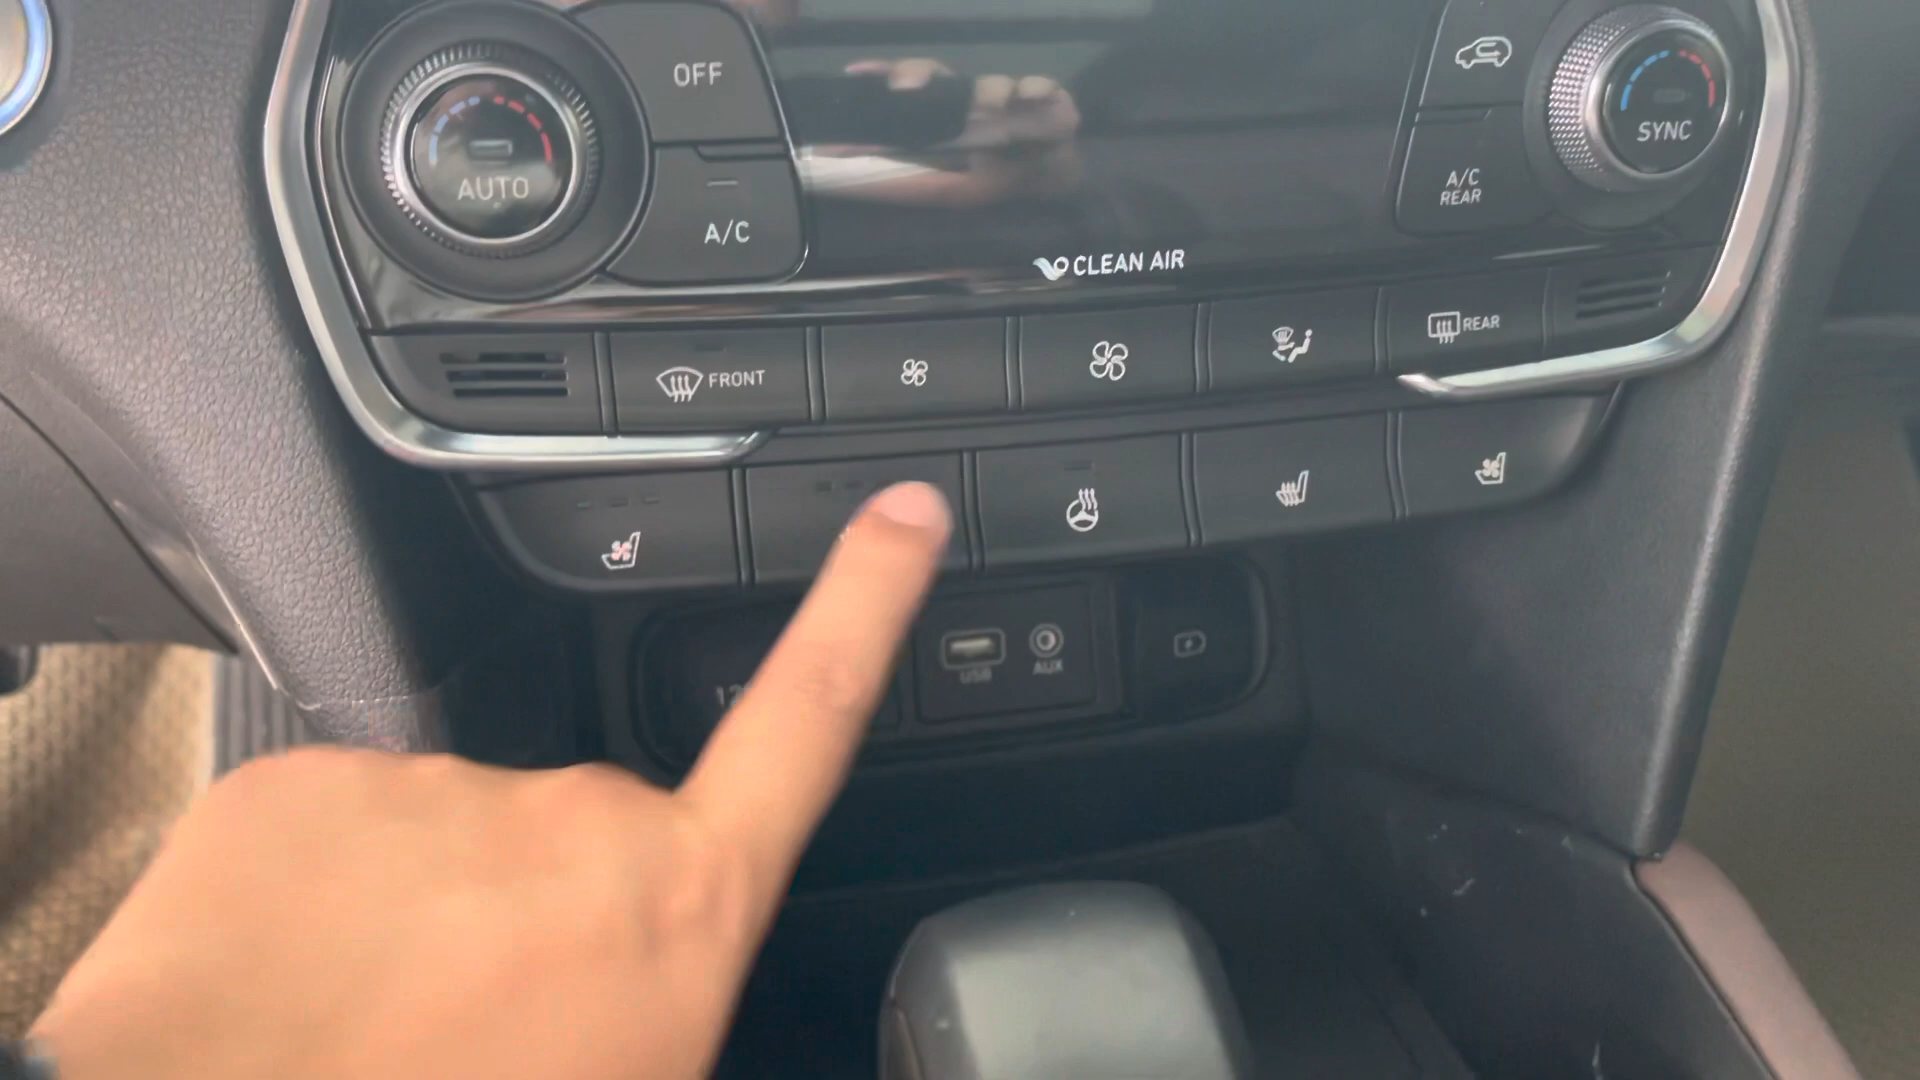 OFF
AUTO
A/C
SYNC
A/C
REAR
CLEAN AIR
FRONT
REAR
USB
AUX